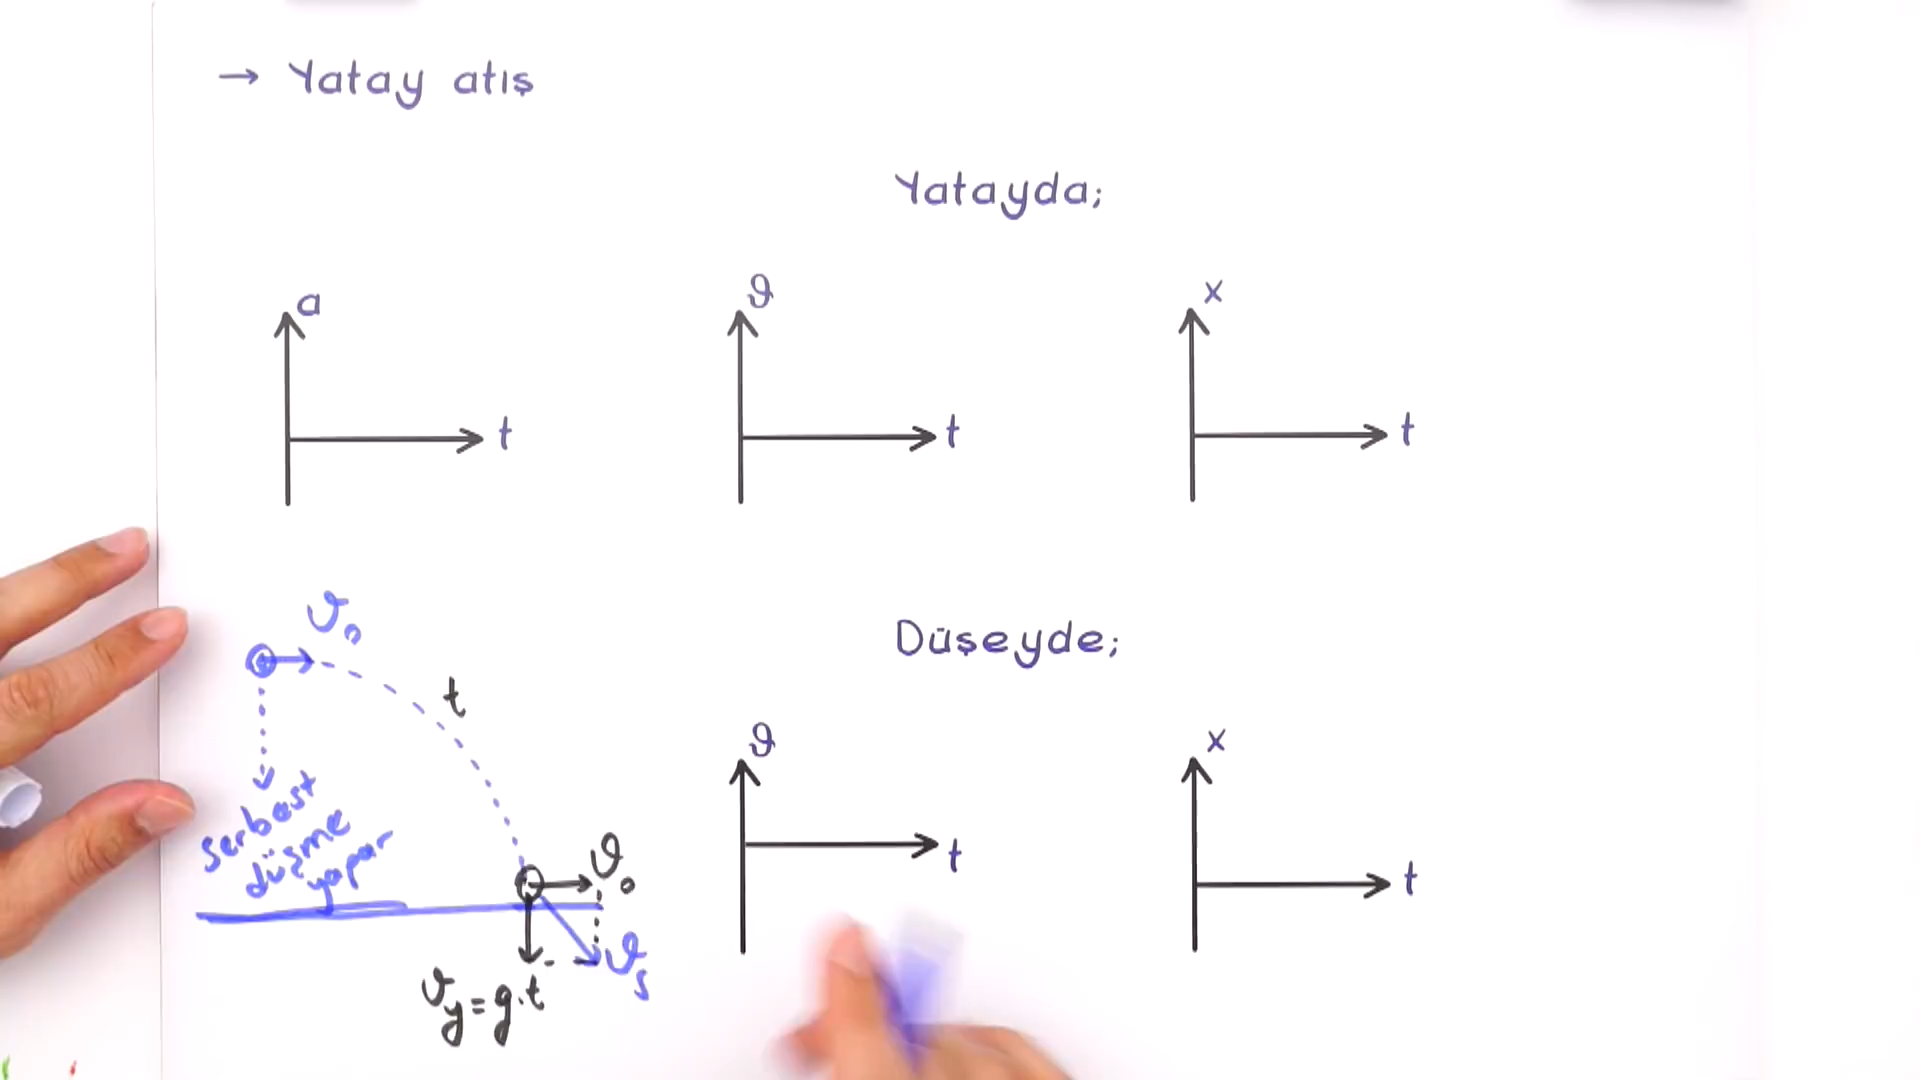 → Yatay atış
Yatayda;
a
t
ϑ
t
x
t
ϑ₀
t
serbest
düşme
yapar
ϑ₀
ϑₛ
ϑy = g.t
Düşeyde;
ϑ
t
x
t